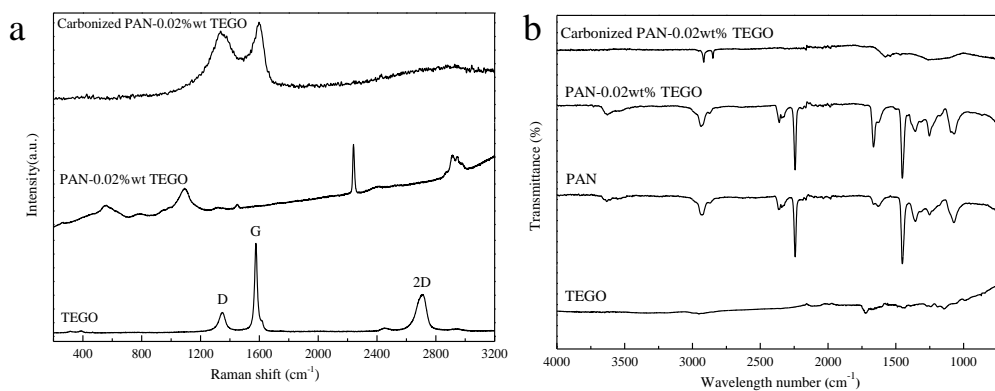 a
Carbonized PAN-0.02%wt TEGO
PAN-0.02%wt TEGO
G
D
2D
TEGO
Intensity(a.u.)
400 800 1200 1600 2000 2400 2800 3200
Raman shift (cm-1)
b
Carbonized PAN-0.02wt% TEGO
PAN-0.02wt% TEGO
PAN
TEGO
Transmittance (%)
4000 3500 3000 2500 2000 1500 1000
Wavelength number (cm-1)